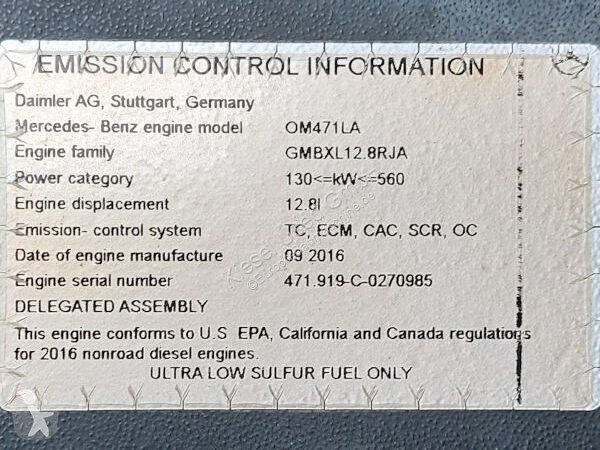 EMISSION CONTROL INFORMATION
Daimler AG, Stuttgart, Germany
Mercedes- Benz engine model OM471LA
Engine family GMBXL12.8RJA
Power category 130<=kW<=560
Engine displacement 12.8l
Emission- control system TC, ECM, CAC, SCR, OC
Date of engine manufacture 09 2016
Engine serial number 471.919-C-0270985
DELEGATED ASSEMBLY
This engine conforms to U.S EPA, California and Canada regulations
for 2016 nonroad diesel engines.
ULTRA LOW SULFUR FUEL ONLY